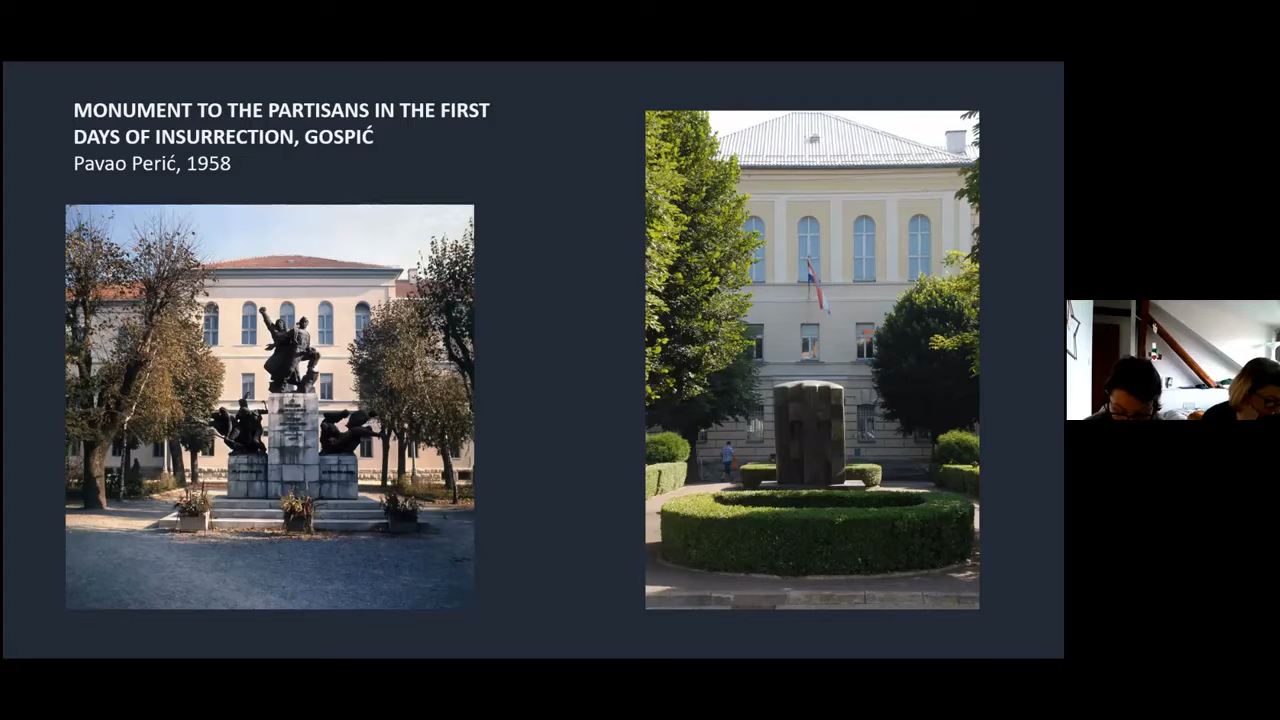 MONUMENT TO THE PARTISANS IN THE FIRST
DAYS OF INSURRECTION, GOSPIĆ
Pavao Perić, 1958